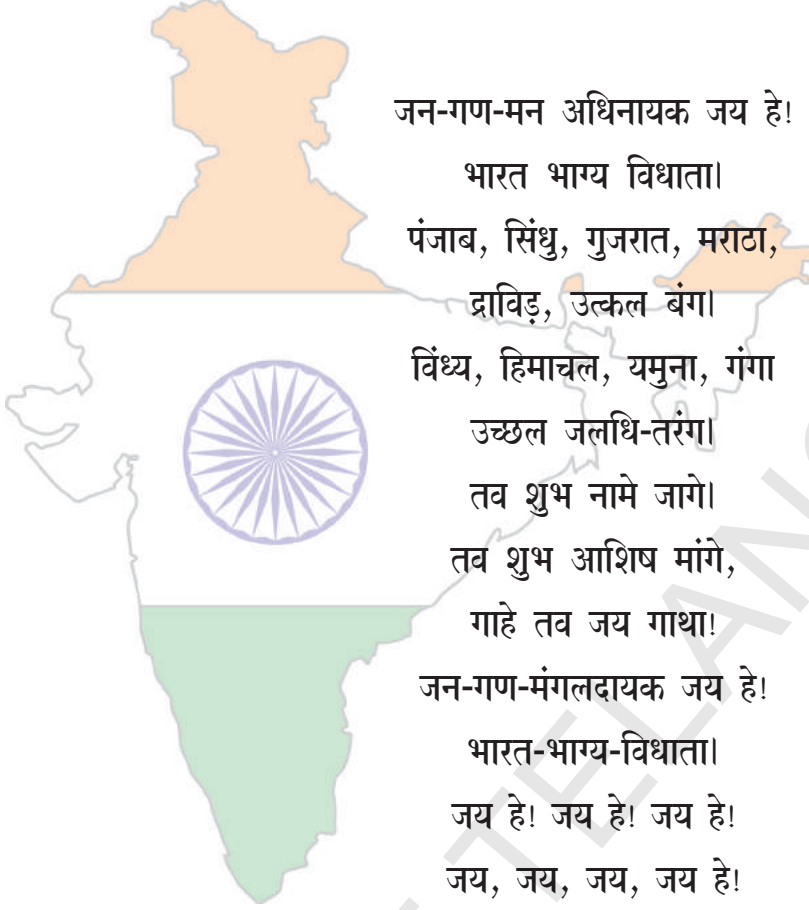 जन-गण-मन अधिनायक जय हे!
भारत भाग्य विधाता।
पंजाब, सिंधु, गुजरात, मराठा,
द्राविड़, उत्कल बंग।
विंध्य, हिमाचल, यमुना, गंगा
उच्छल जलधि-तरंग।
तव शुभ नामे जागे।
तव शुभ आशिष मांगे,
गाहे तव जय गाथा!
जन-गण-मंगलदायक जय हे!
भारत-भाग्य-विधाता।
जय हे! जय हे! जय हे!
जय, जय, जय, जय हे!